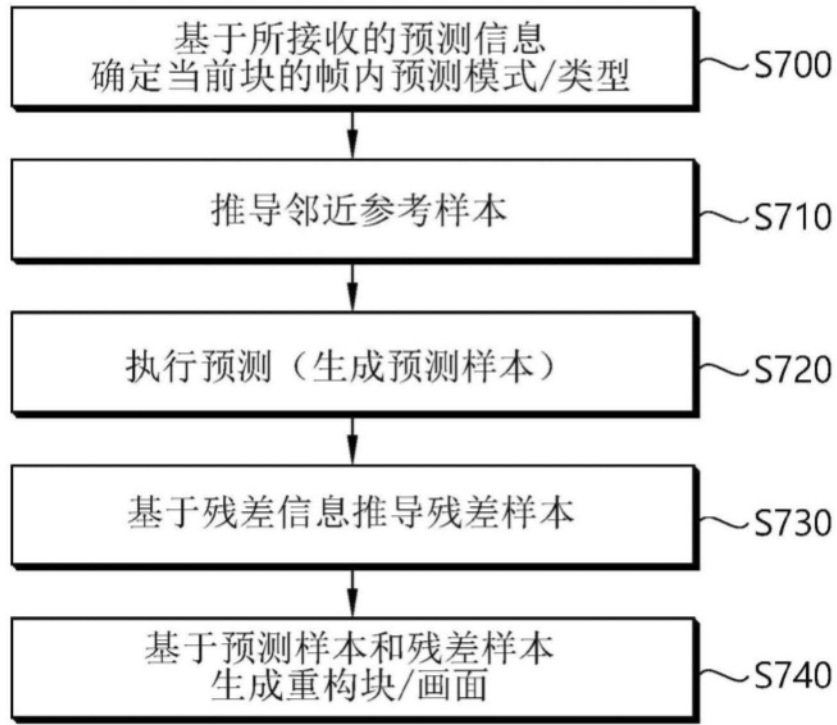 基于所接收的预测信息
确定当前块的帧内预测模式/类型
S700
推导邻近参考样本
S710
执行预测（生成预测样本）
S720
基于残差信息推导残差样本
S730
基于预测样本和残差样本
生成重构块/画面
S740